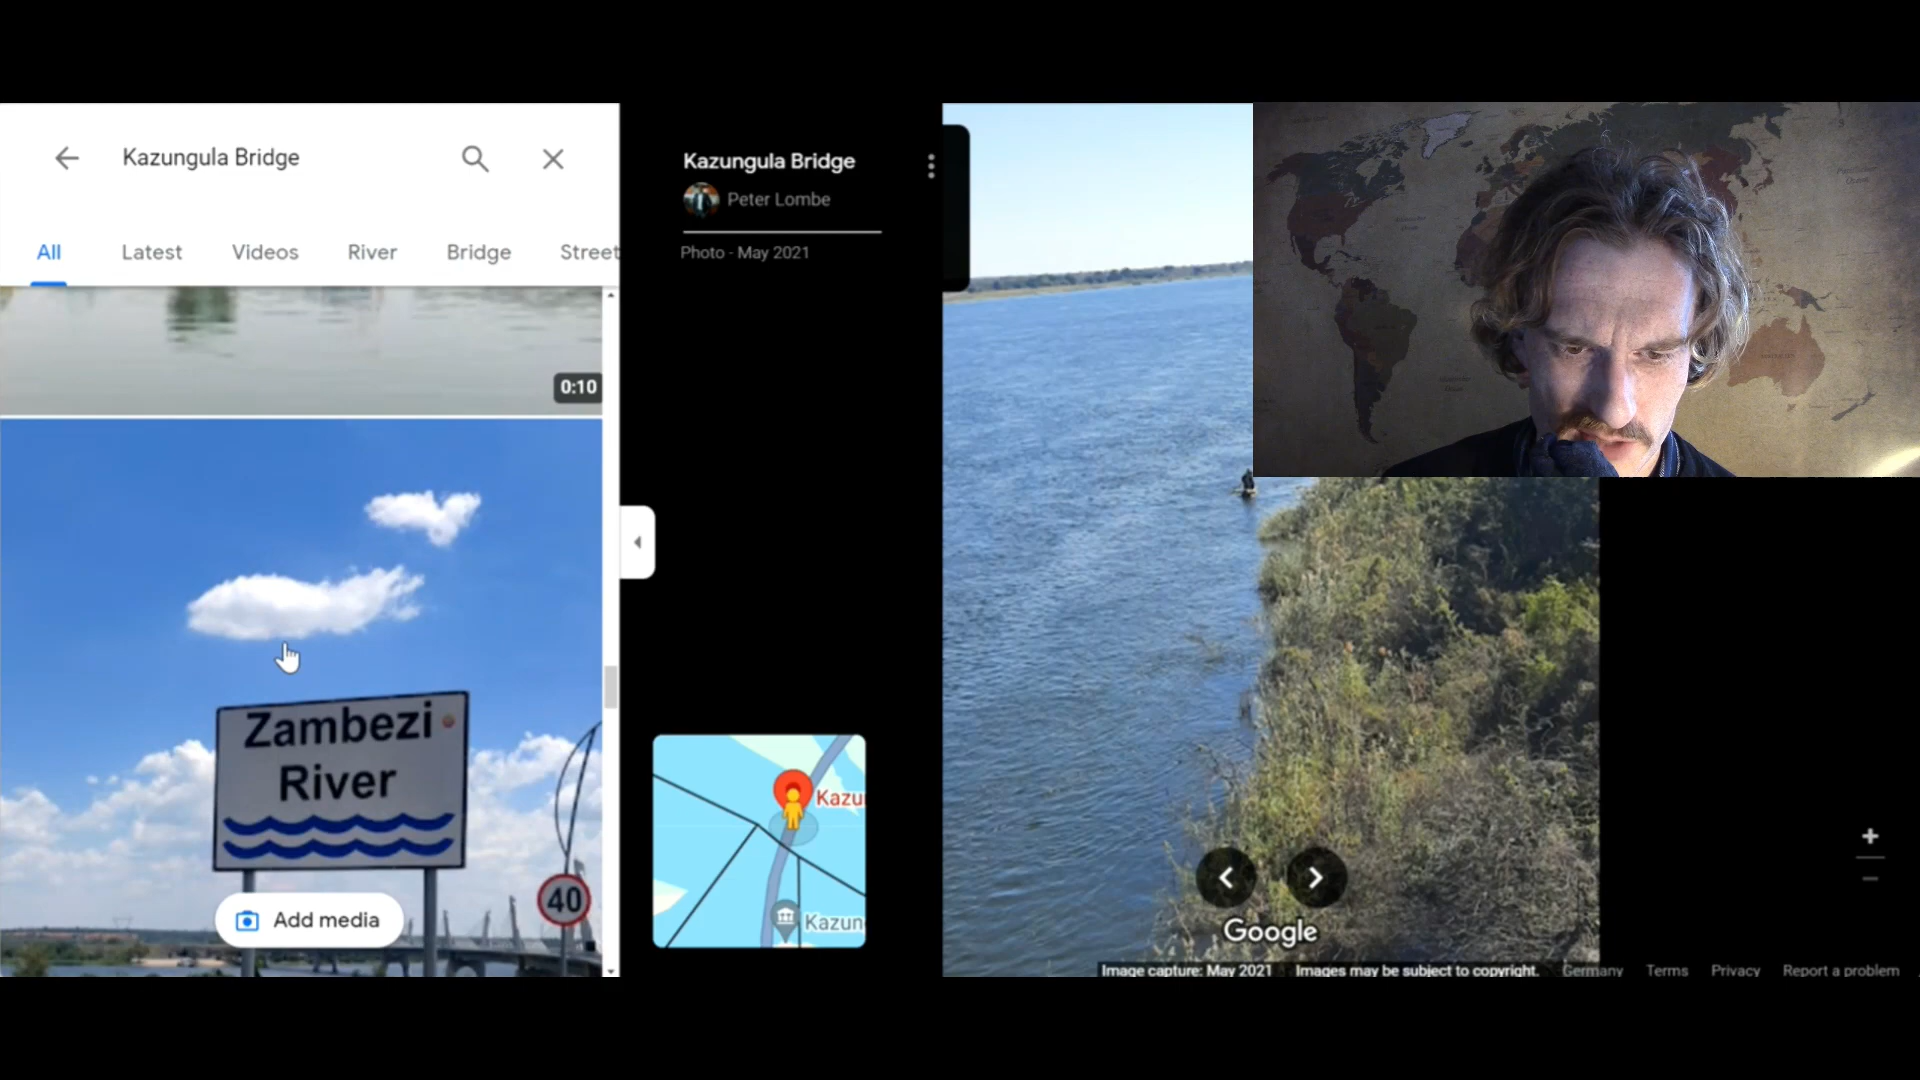 Kazungula Bridge
All Latest Videos River Bridge Street
0:10
Zambezi
River
40
Add media
Kazungula Bridge
Peter Lombe
Photo - May 2021
Kazu
Kazun
Google
Image capture: May 2021 Images may be subject to copyright. Germany Terms Privacy Report a problem